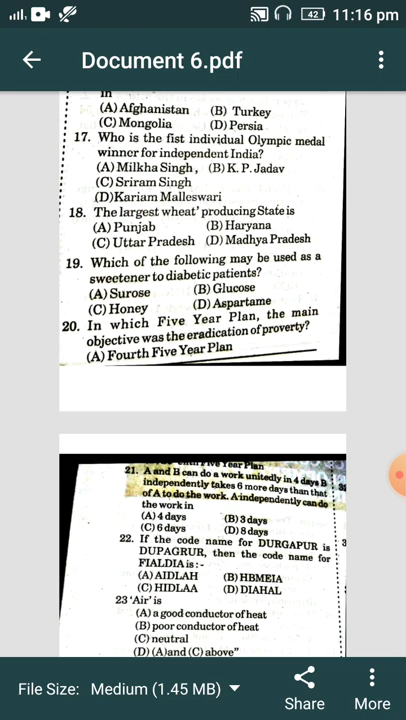 42 11:16 pm
Document 6.pdf
in
(A) Afghanistan (B) Turkey
(C) Mongolia (D) Persia
17. Who is the fist individual Olympic medal
winner for independent India?
(A) Milkha Singh, (B) K. P. Jadav
(C) Sriram Singh
(D) Kariam Malleswari
18. The largest wheat' producing State is
(A) Punjab (B) Haryana
(C) Uttar Pradesh (D) Madhya Pradesh
19. Which of the following may be used as a
sweetener to diabetic patients?
(A) Surose (B) Glucose
(C) Honey (D) Aspartame
20. In which Five Year Plan, the main
objective was the eradication of proverty?
(A) Fourth Five Year Plan
Five Year Plan
21. A and B can do a work unitedly in 4 days B
independently takes 6 more days than that
of A to do the work. A independently can do
the work in
(A) 4 days (B) 3 days
(C) 6 days (D) 8 days
22. If the code name for DURGAPUR is
DUPAGRUR, then the code name for
FIALDIA is :-
(A) AIDLAH (B) HBMEIA
(C) HIDLAA (D) DIAHAL
23 'Air' is
(A) a good conductor of heat
(B) poor conductor of heat
(C) neutral
(D) (A) and (C) above"
File Size: Medium (1.45 MB)
Share More